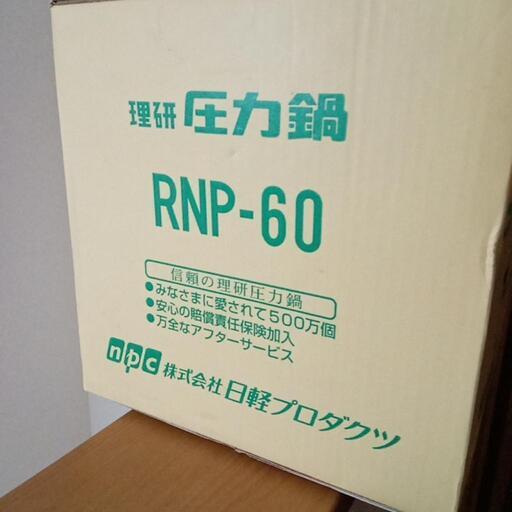 理研 圧力鍋
RNP-60
信頼の理研圧力鍋
●みなさまに愛されて500万個
●安心の賠償責任保険加入
●万全なアフターサービス
npc 株式会社 日軽プロダクツ